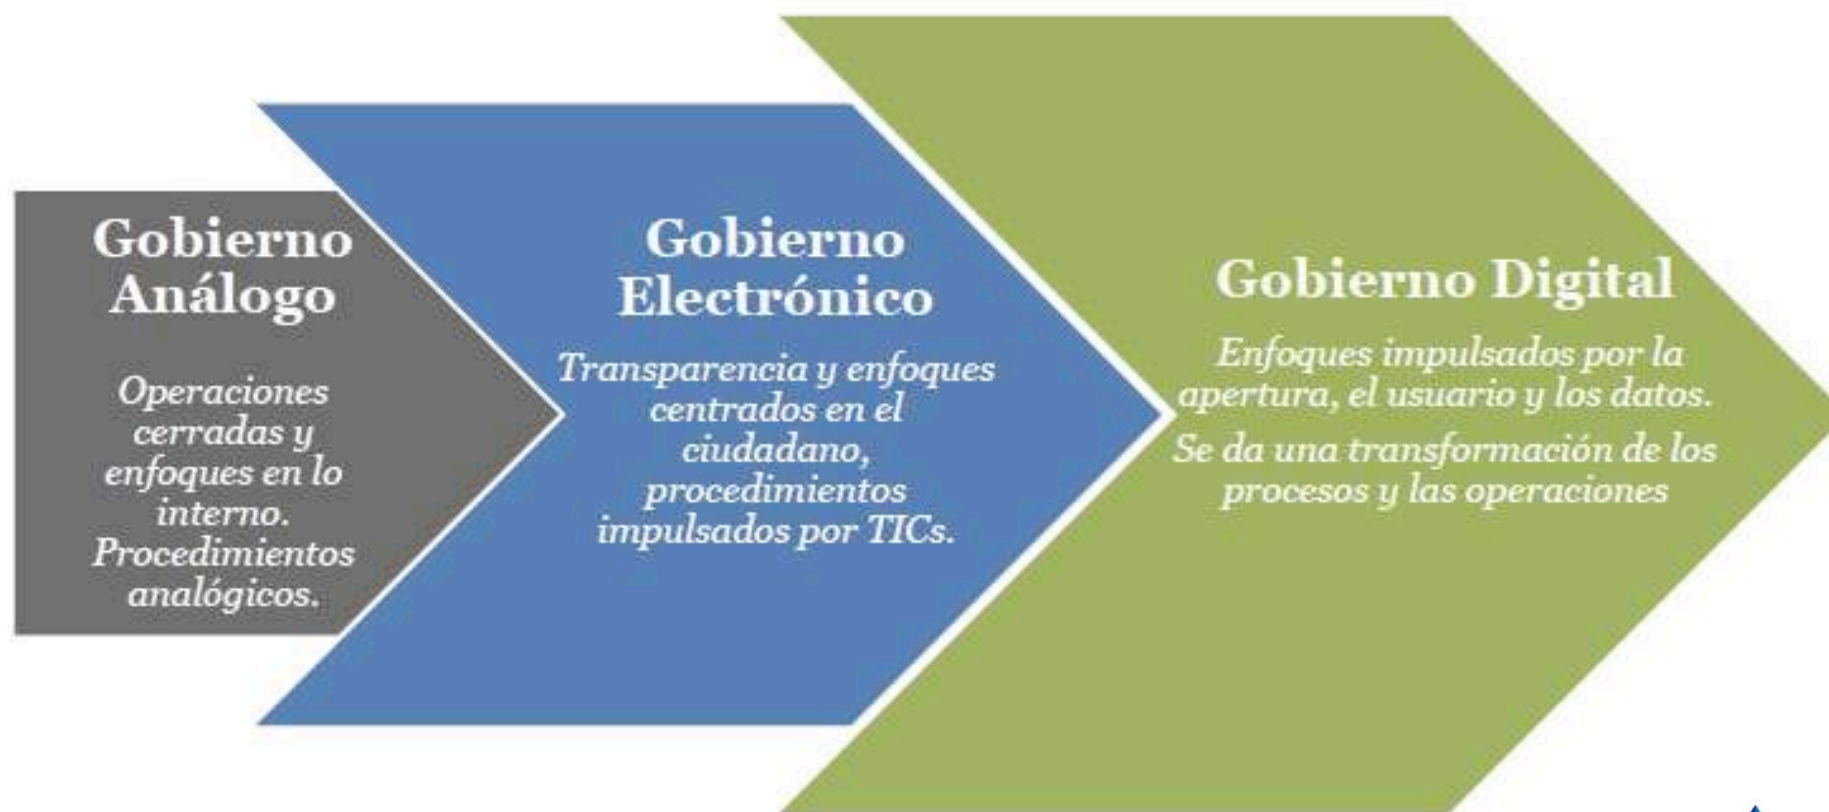 Gobierno
Análogo
Operaciones
cerradas y
enfoques en lo
interno.
Procedimientos
analógicos.
Gobierno
Electrónico
Transparencia y enfoques
centrados en el
ciudadano,
procedimientos
impulsados por TICs.
Gobierno Digital
Enfoques impulsados por la
apertura, el usuario y los datos.
Se da una transformación de los
procesos y las operaciones